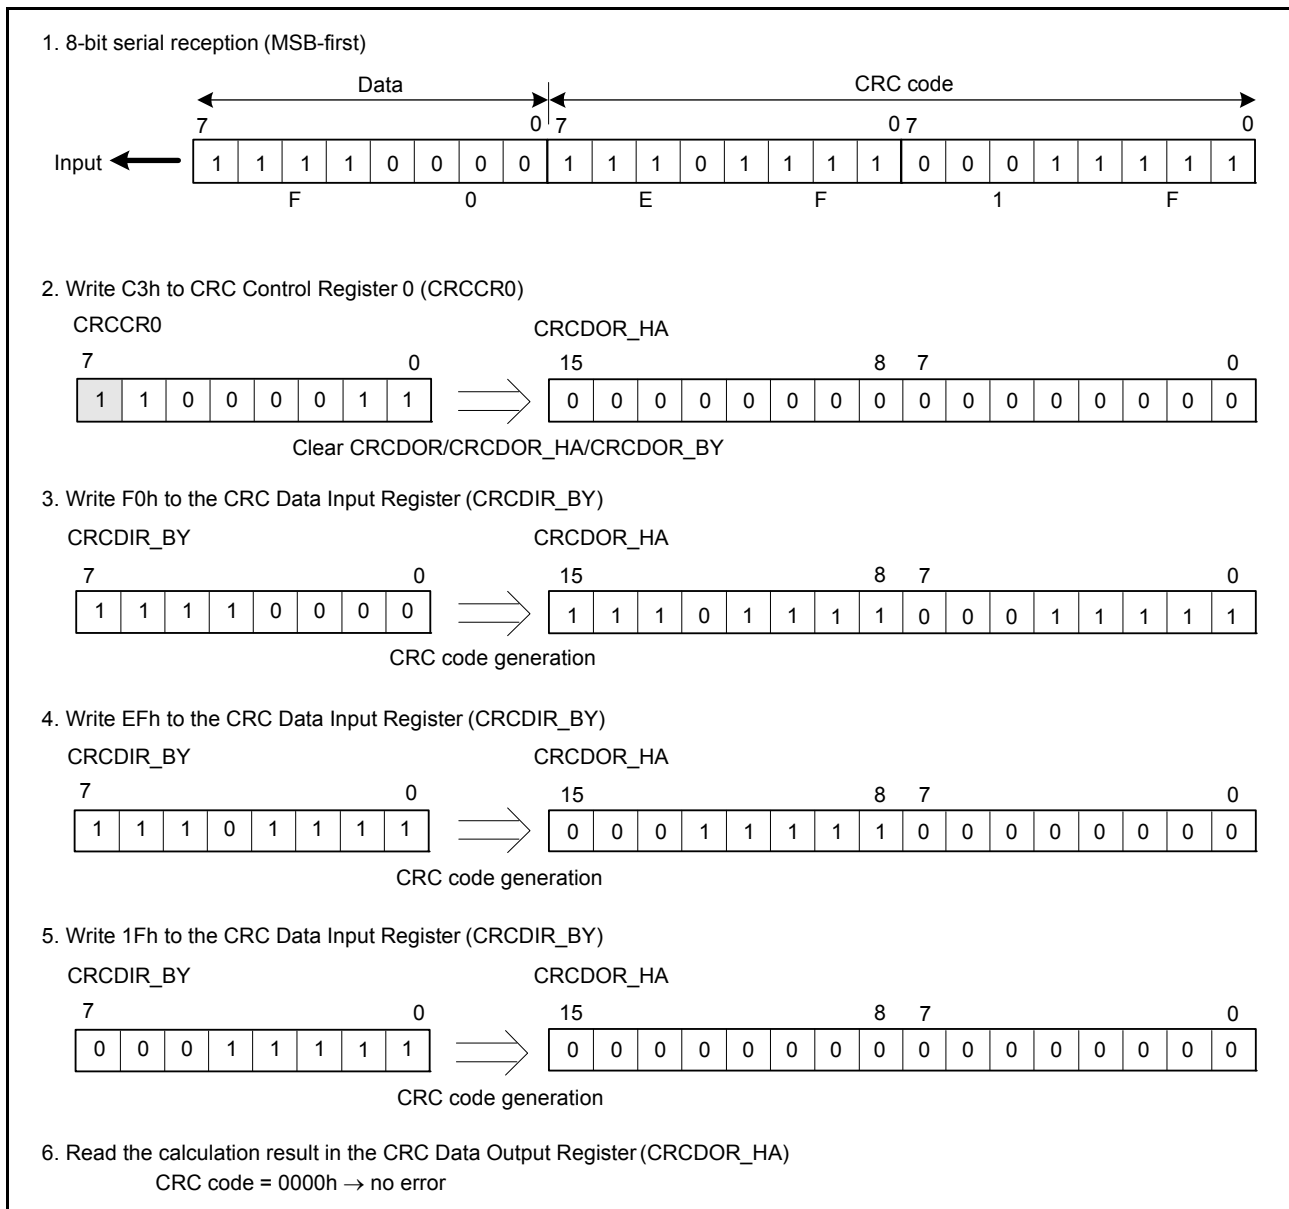 1. 8-bit serial reception (MSB-first)
Data CRC code
7 0 7 0 7 0
Input 1 1 1 1 0 0 0 0 1 1 1 0 1 1 1 1 0 0 0 1 1 1 1 1
F 0 E F 1 F
2. Write C3h to CRC Control Register 0 (CRCCR0)
CRCCR0 CRCDOR_HA
7 0 15 8 7 0
1 1 0 0 0 0 1 1 0 0 0 0 0 0 0 0 0 0 0 0 0 0 0 0
Clear CRCDOR/CRCDOR_HA/CRCDOR_BY
3. Write F0h to the CRC Data Input Register (CRCDIR_BY)
CRCDIR_BY CRCDOR_HA
7 0 15 8 7 0
1 1 1 1 0 0 0 0 1 1 1 0 1 1 1 1 0 0 0 1 1 1 1 1
CRC code generation
4. Write EFh to the CRC Data Input Register (CRCDIR_BY)
CRCDIR_BY CRCDOR_HA
7 0 15 8 7 0
1 1 1 0 1 1 1 1 0 0 0 1 1 1 1 1 0 0 0 0 0 0 0 0
CRC code generation
5. Write 1Fh to the CRC Data Input Register (CRCDIR_BY)
CRCDIR_BY CRCDOR_HA
7 0 15 8 7 0
0 0 0 1 1 1 1 1 0 0 0 0 0 0 0 0 0 0 0 0 0 0 0 0
CRC code generation
6. Read the calculation result in the CRC Data Output Register (CRCDOR_HA)
CRC code = 0000h → no error